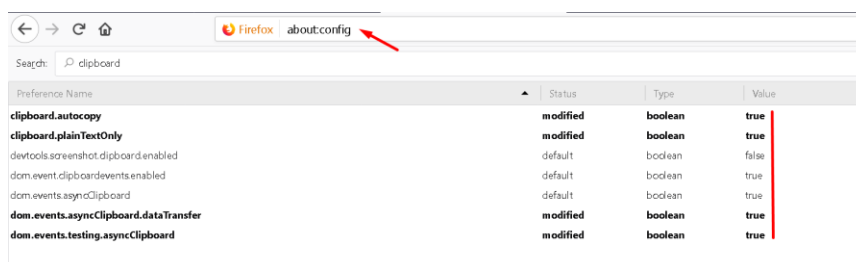 Firefox about:config
Search: clipboard
Preference Name Status Type Value
clipboard.autocopy modified boolean true
clipboard.plainTextOnly modified boolean true
devtools.screenshot.clipboard.enabled default boolean false
dom.event.clipboardevents.enabled default boolean true
dom.events.asyncClipboard default boolean true
dom.events.asyncClipboard.dataTransfer modified boolean true
dom.events.testing.asyncClipboard modified boolean true